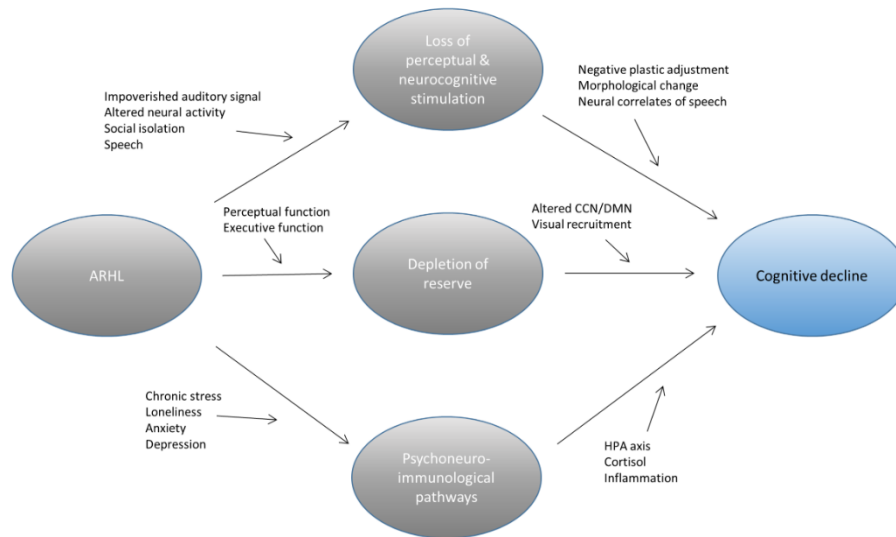 Loss of
perceptual &
neurocognitive
stimulation
Negative plastic adjustment
Morphological change
Neural correlates of speech
Impoverished auditory signal
Altered neural activity
Social isolation
Speech
Perceptual function
Executive function
Altered CCN/DMN
Visual recruitment
ARHL
Depletion of
reserve
Cognitive decline
Chronic stress
Loneliness
Anxiety
Depression
Psychoneuro-
immunological
pathways
HPA axis
Cortisol
Inflammation